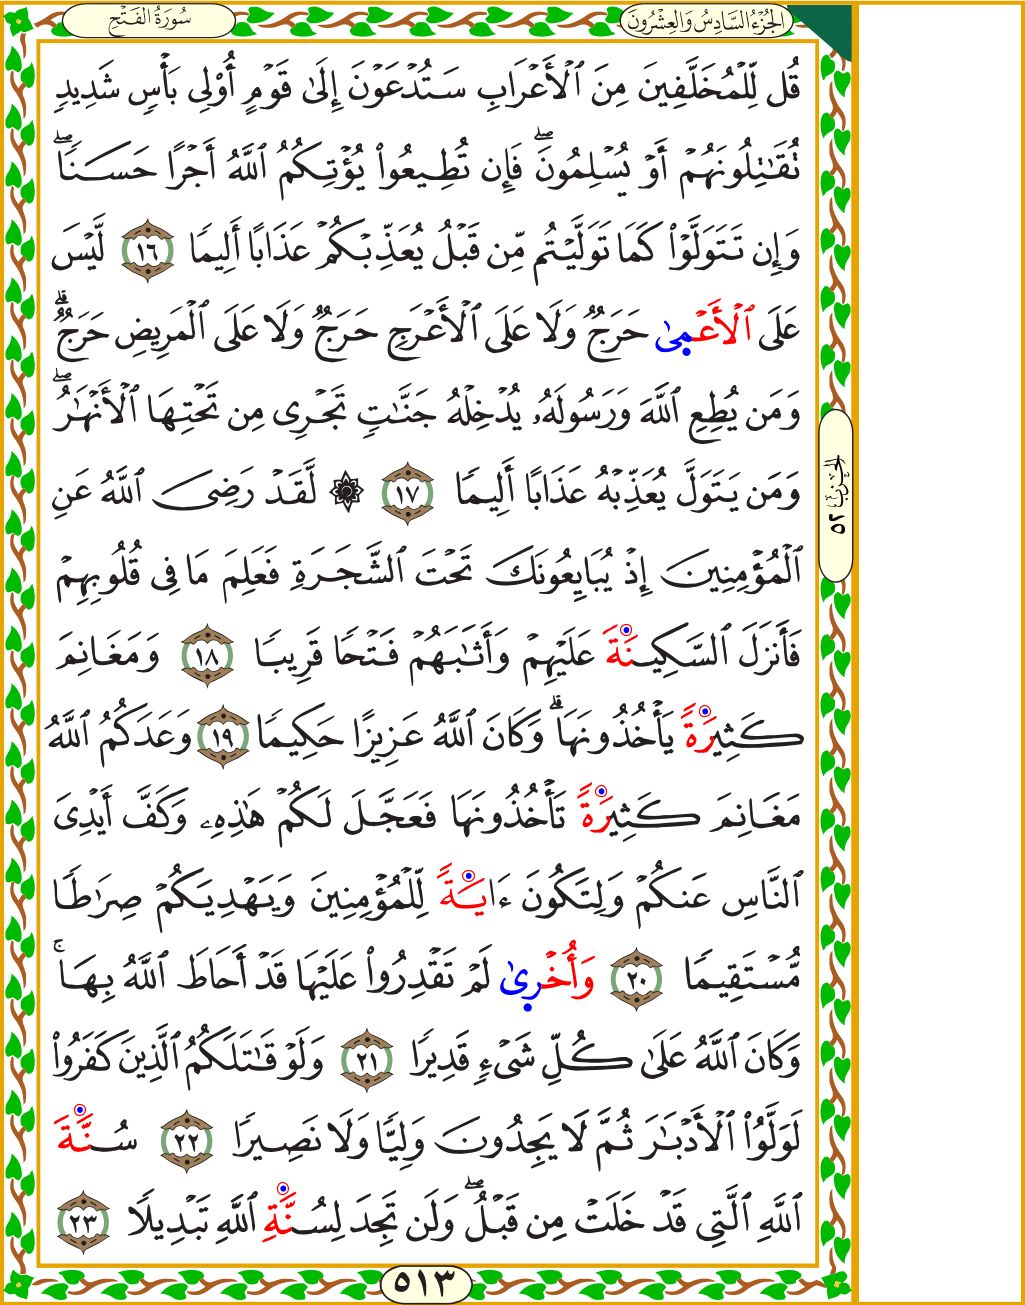 سُورَةُ الفَتْحِ
الجُزْءُ السَّادِسُ وَالعِشْرُونَ
قُل لِّلْمُخَلَّفِينَ مِنَ ٱلْأَعْرَابِ سَتُدْعَوْنَ إِلَىٰ قَوْمٍ أُو۟لِى بَأْسٍ شَدِيدٍ
تُقَـٰتِلُونَهُمْ أَوْ يُسْلِمُونَ ۖ فَإِن تُطِيعُوا۟ يُؤْتِكُمُ ٱللَّهُ أَجْرًا حَسَنًا ۖ
وَإِن تَتَوَلَّوْا۟ كَمَا تَوَلَّيْتُم مِّن قَبْلُ يُعَذِّبْكُمْ عَذَابًا أَلِيمًا ١٦ لَّيْسَ
عَلَى ٱلْأَعْمِىٰ حَرَجٌ وَلَا عَلَى ٱلْأَعْرَجِ حَرَجٌ وَلَا عَلَى ٱلْمَرِيضِ حَرَجٌ ۗ
وَمَن يُطِعِ ٱللَّهَ وَرَسُولَهُۥ يُدْخِلْهُ جَنَّـٰتٍ تَجْرِى مِن تَحْتِهَا ٱلْأَنْهَـٰرُ ۖ
وَمَن يَتَوَلَّ يُعَذِّبْهُ عَذَابًا أَلِيمًا ١٧ ۞ لَّقَدْ رَضِىَ ٱللَّهُ عَنِ
ٱلْمُؤْمِنِينَ إِذْ يُبَايِعُونَكَ تَحْتَ ٱلشَّجَرَةِ فَعَلِمَ مَا فِى قُلُوبِهِمْ
فَأَنزَلَ ٱلسَّكِينَةَ عَلَيْهِمْ وَأَثَـٰبَهُمْ فَتْحًا قَرِيبًا ١٨ وَمَغَانِمَ
كَثِيرَةً يَأْخُذُونَهَا ۗ وَكَانَ ٱللَّهُ عَزِيزًا حَكِيمًا ١٩ وَعَدَكُمُ ٱللَّهُ
مَغَانِمَ كَثِيرَةً تَأْخُذُونَهَا فَعَجَّلَ لَكُمْ هَـٰذِهِۦ وَكَفَّ أَيْدِىَ
ٱلنَّاسِ عَنكُمْ وَلِتَكُونَ ءَايَةً لِّلْمُؤْمِنِينَ وَيَهْدِيَكُمْ صِرَٰطًا
مُّسْتَقِيمًا ٢٠ وَأُخْرِىٰ لَمْ تَقْدِرُوا۟ عَلَيْهَا قَدْ أَحَاطَ ٱللَّهُ بِهَا ۚ
وَكَانَ ٱللَّهُ عَلَىٰ كُلِّ شَىْءٍ قَدِيرًا ٢١ وَلَوْ قَـٰتَلَكُمُ ٱلَّذِينَ كَفَرُوا۟
لَوَلَّوُا۟ ٱلْأَدْبَـٰرَ ثُمَّ لَا يَجِدُونَ وَلِيًّا وَلَا نَصِيرًا ٢٢ سُنَّةَ
ٱللَّهِ ٱلَّتِى قَدْ خَلَتْ مِن قَبْلُ ۖ وَلَن تَجِدَ لِسُنَّةِ ٱللَّهِ تَبْدِيلًا ٢٣
الحزب ٥٢
٥١٣